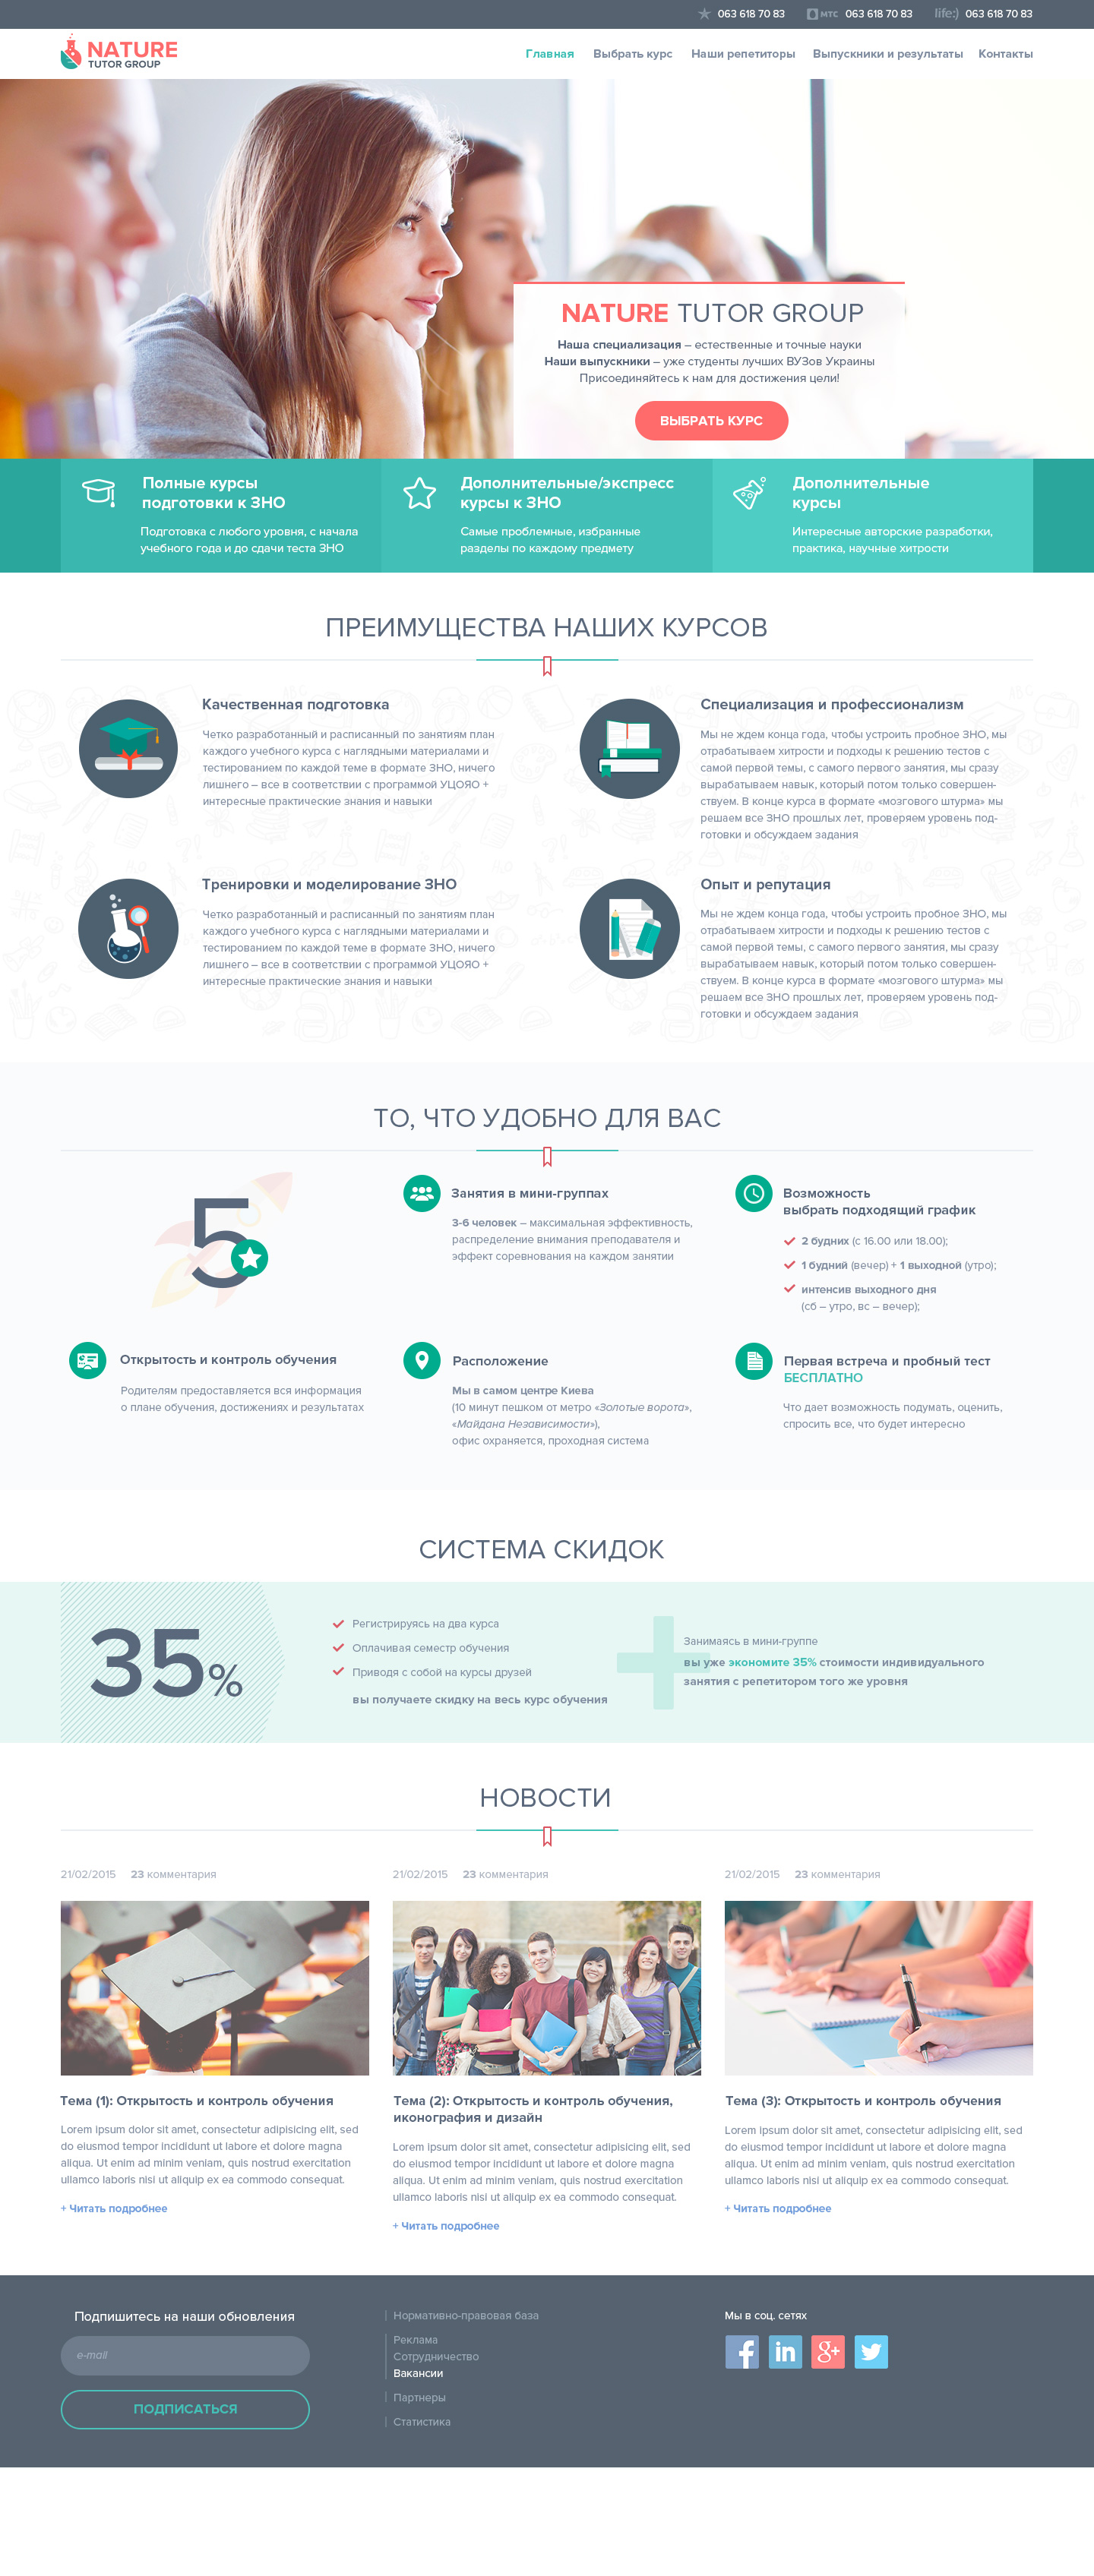 063 618 70 83
МТС 063 618 70 83
life:) 063 618 70 83
NATURE
TUTOR GROUP
Главная
Выбрать курс
Наши репетиторы
Выпускники и результаты
Контакты
NATURE TUTOR GROUP
Наша специализация – естественные и точные науки
Наши выпускники – уже студенты лучших ВУЗов Украины
Присоединяйтесь к нам для достижения цели!
ВЫБРАТЬ КУРС
Полные курсы
подготовки к ЗНО
Подготовка с любого уровня, с начала
учебного года и до сдачи теста ЗНО
Дополнительные/экспресс
курсы к ЗНО
Самые проблемные, избранные
разделы по каждому предмету
Дополнительные
курсы
Интересные авторские разработки,
практика, научные хитрости
ПРЕИМУЩЕСТВА НАШИХ КУРСОВ
Качественная подготовка
Четко разработанный и расписанный по занятиям план
каждого учебного курса с наглядными материалами и
тестированием по каждой теме в формате ЗНО, ничего
лишнего – все в соответствии с программой УЦОЯО +
интересные практические знания и навыки
Специализация и профессионализм
Мы не ждем конца года, чтобы устроить пробное ЗНО, мы
отрабатываем хитрости и подходы к решению тестов с
самой первой темы, с самого первого занятия, мы сразу
вырабатываем навык, который потом только совершен-
ствуем. В конце курса в формате «мозгового штурма» мы
решаем все ЗНО прошлых лет, проверяем уровень под-
готовки и обсуждаем задания
Тренировки и моделирование ЗНО
Четко разработанный и расписанный по занятиям план
каждого учебного курса с наглядными материалами и
тестированием по каждой теме в формате ЗНО, ничего
лишнего – все в соответствии с программой УЦОЯО +
интересные практические знания и навыки
Опыт и репутация
Мы не ждем конца года, чтобы устроить пробное ЗНО, мы
отрабатываем хитрости и подходы к решению тестов с
самой первой темы, с самого первого занятия, мы сразу
вырабатываем навык, который потом только совершен-
ствуем. В конце курса в формате «мозгового штурма» мы
решаем все ЗНО прошлых лет, проверяем уровень под-
готовки и обсуждаем задания
ТО, ЧТО УДОБНО ДЛЯ ВАС
5
Занятия в мини-группах
3-6 человек – максимальная эффективность,
распределение внимания преподавателя и
эффект соревнования на каждом занятии
Возможность
выбрать подходящий график
2 будних (с 16.00 или 18.00);
1 будний (вечер) + 1 выходной (утро);
интенсив выходного дня
(сб – утро, вс – вечер);
Открытость и контроль обучения
Родителям предоставляется вся информация
о плане обучения, достижениях и результатах
Расположение
Мы в самом центре Киева
(10 минут пешком от метро «Золотые ворота»,
«Майдана Независимости»),
офис охраняется, проходная система
Первая встреча и пробный тест
БЕСПЛАТНО
Что дает возможность подумать, оценить,
спросить все, что будет интересно
СИСТЕМА СКИДОК
35%
Регистрируясь на два курса
Оплачивая семестр обучения
Приводя с собой на курсы друзей
вы получаете скидку на весь курс обучения
Занимаясь в мини-группе
вы уже экономите 35% стоимости индивидуального
занятия с репетитором того же уровня
НОВОСТИ
21/02/2015 23 комментария
Тема (1): Открытость и контроль обучения
Lorem ipsum dolor sit amet, consectetur adipisicing elit, sed
do eiusmod tempor incididunt ut labore et dolore magna
aliqua. Ut enim ad minim veniam, quis nostrud exercitation
ullamco laboris nisi ut aliquip ex ea commodo consequat.
+ Читать подробнее
21/02/2015 23 комментария
Тема (2): Открытость и контроль обучения,
иконография и дизайн
Lorem ipsum dolor sit amet, consectetur adipisicing elit, sed
do eiusmod tempor incididunt ut labore et dolore magna
aliqua. Ut enim ad minim veniam, quis nostrud exercitation
ullamco laboris nisi ut aliquip ex ea commodo consequat.
+ Читать подробнее
21/02/2015 23 комментария
Тема (3): Открытость и контроль обучения
Lorem ipsum dolor sit amet, consectetur adipisicing elit, sed
do eiusmod tempor incididunt ut labore et dolore magna
aliqua. Ut enim ad minim veniam, quis nostrud exercitation
ullamco laboris nisi ut aliquip ex ea commodo consequat.
+ Читать подробнее
Подпишитесь на наши обновления
e-mail
ПОДПИСАТЬСЯ
Нормативно-правовая база
Реклама
Сотрудничество
Вакансии
Партнеры
Статистика
Мы в соц. сетях
f
in
g+